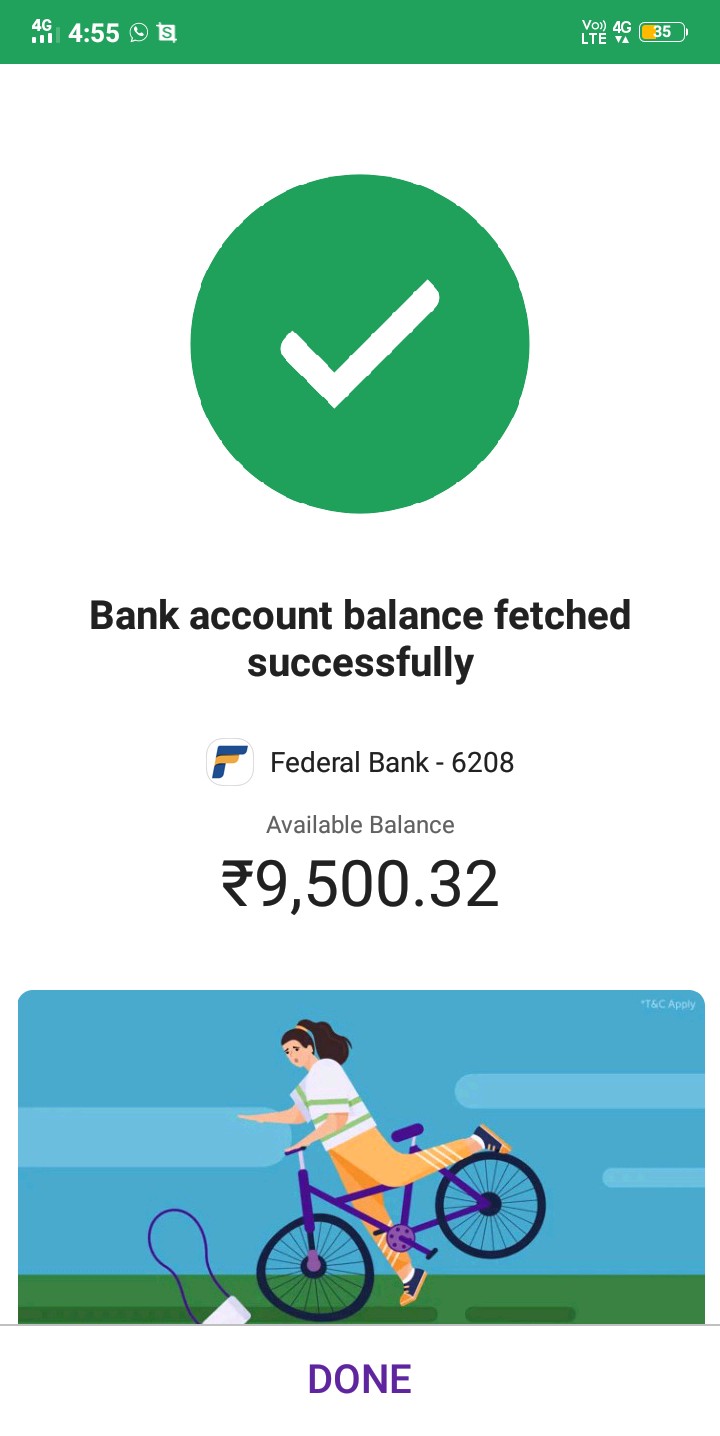 4G 4:55 S Vo)) LTE 4G 35
Bank account balance fetched
successfully
Federal Bank - 6208
Available Balance
₹9,500.32
*T&C Apply
DONE